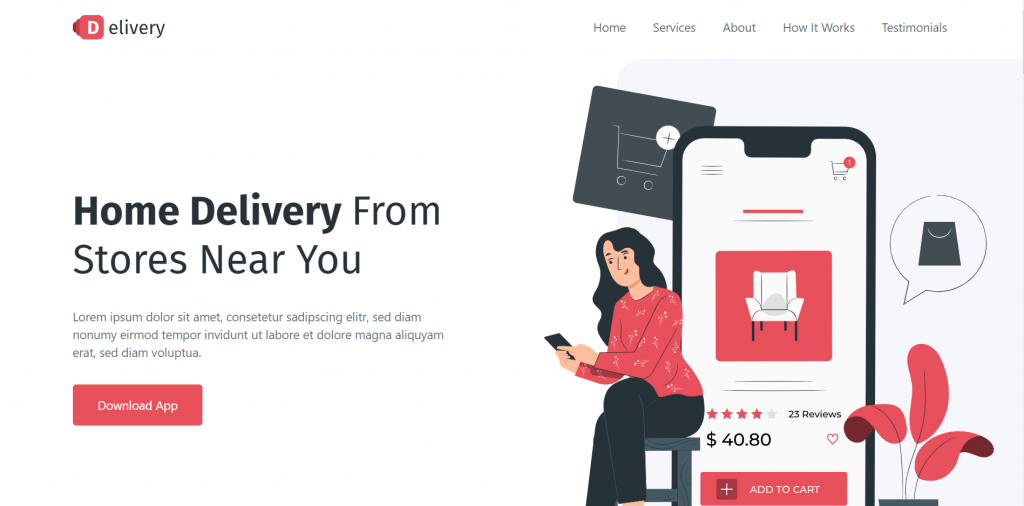 D elivery
Home Services About How It Works Testimonials
Home Delivery From
Stores Near You
Lorem ipsum dolor sit amet, consetetur sadipscing elitr, sed diam
nonumy eirmod tempor invidunt ut labore et dolore magna aliquyam
erat, sed diam voluptua.
Download App
1
23 Reviews
$ 40.80
ADD TO CART